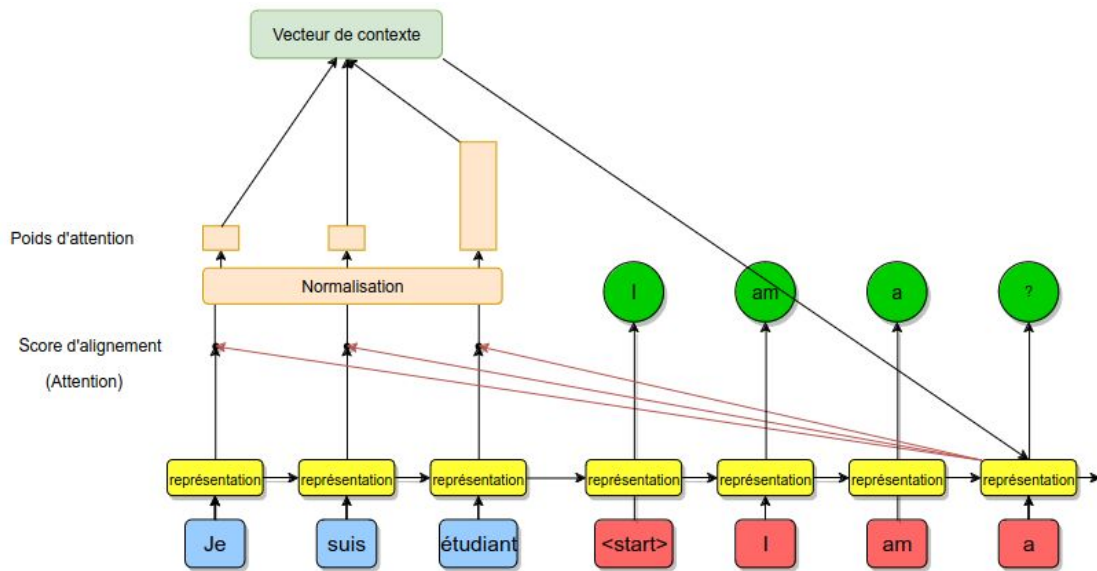 Vecteur de contexte
Poids d'attention
Normalisation
I
am
a
?
Score d'alignement
(Attention)
représentation
représentation
représentation
représentation
représentation
représentation
représentation
Je
suis
étudiant
<start>
I
am
a